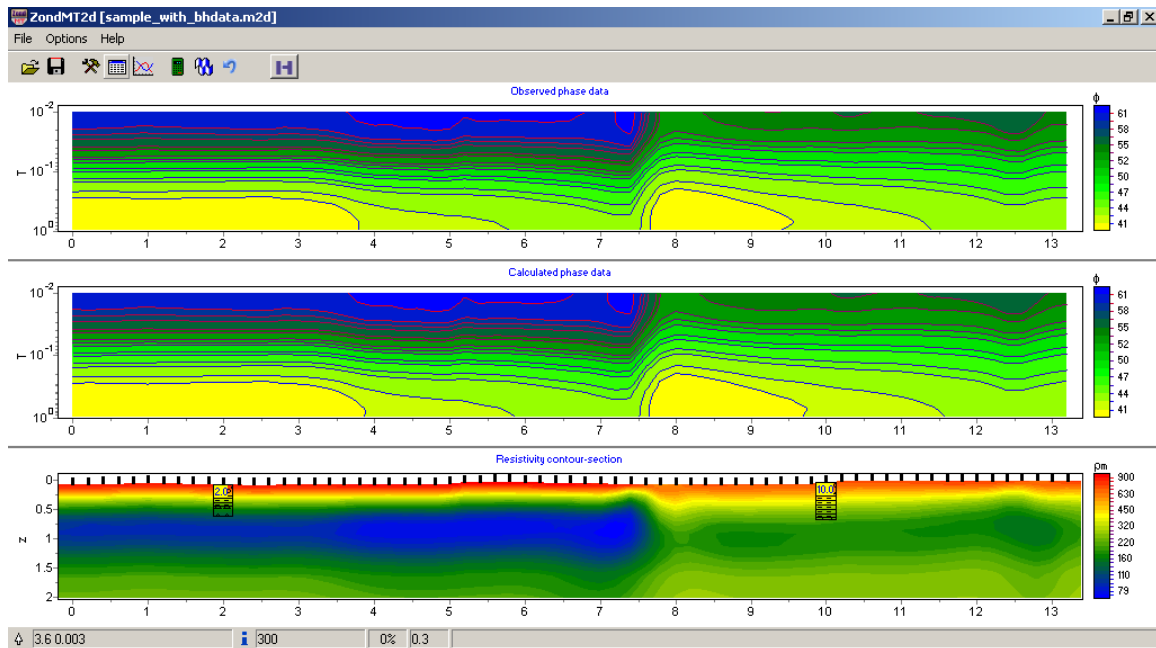 ZondMT2d [sample_with_bhdata.m2d]
File Options Help
Observed phase data
ϕ
T
10-2
10-1
10 0
61
58
55
52
50
47
44
41
0 1 2 3 4 5 6 7 8 9 10 11 12 13
Calculated phase data
ϕ
T
10-2
10-1
10 0
61
58
55
52
50
47
44
41
0 1 2 3 4 5 6 7 8 9 10 11 12 13
Resistivity contour-section
ρm
z
0
0.5
1
1.5
2
2.0
10.0
900
630
450
320
220
160
110
79
0 1 2 3 4 5 6 7 8 9 10 11 12 13
3.6 0.003 i 300 0% 0.3